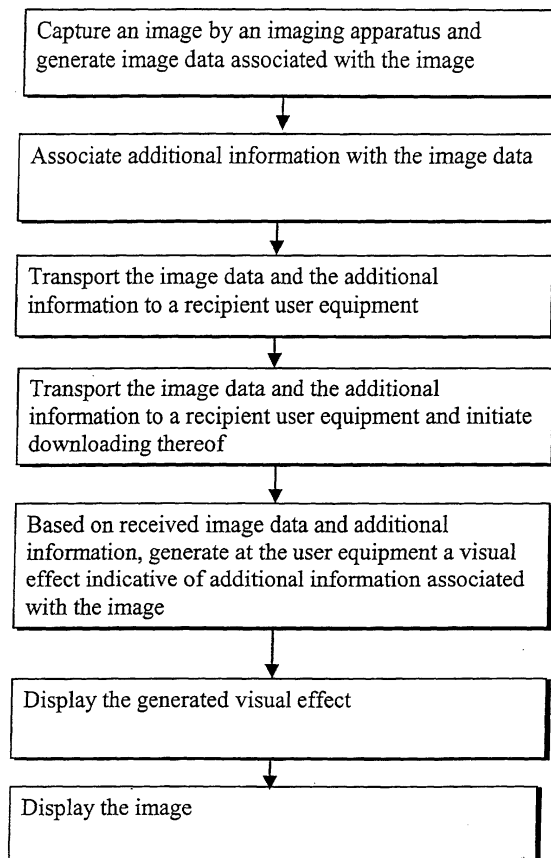 Capture an image by an imaging apparatus and
generate image data associated with the image
Associate additional information with the image data
Transport the image data and the additional
information to a recipient user equipment
Transport the image data and the additional
information to a recipient user equipment and initiate
downloading thereof
Based on received image data and additional
information, generate at the user equipment a visual
effect indicative of additional information associated
with the image
Display the generated visual effect
Display the image